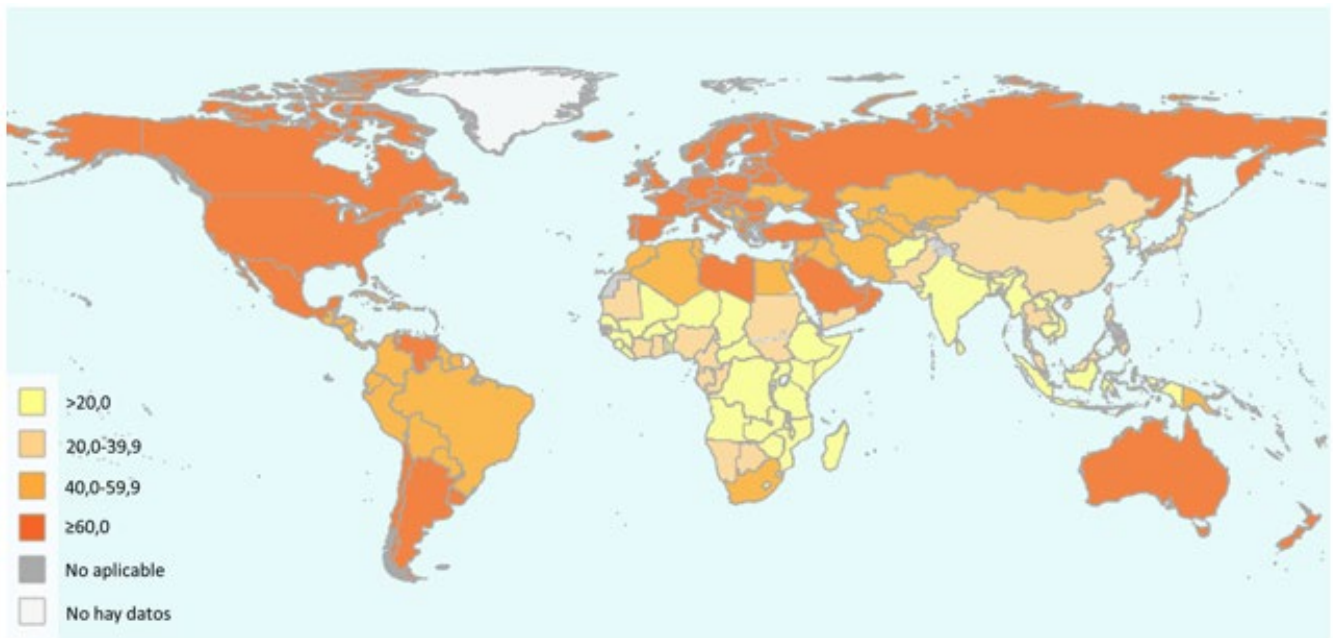 >20,0
20,0-39,9
40,0-59,9
≥60,0
No aplicable
No hay datos